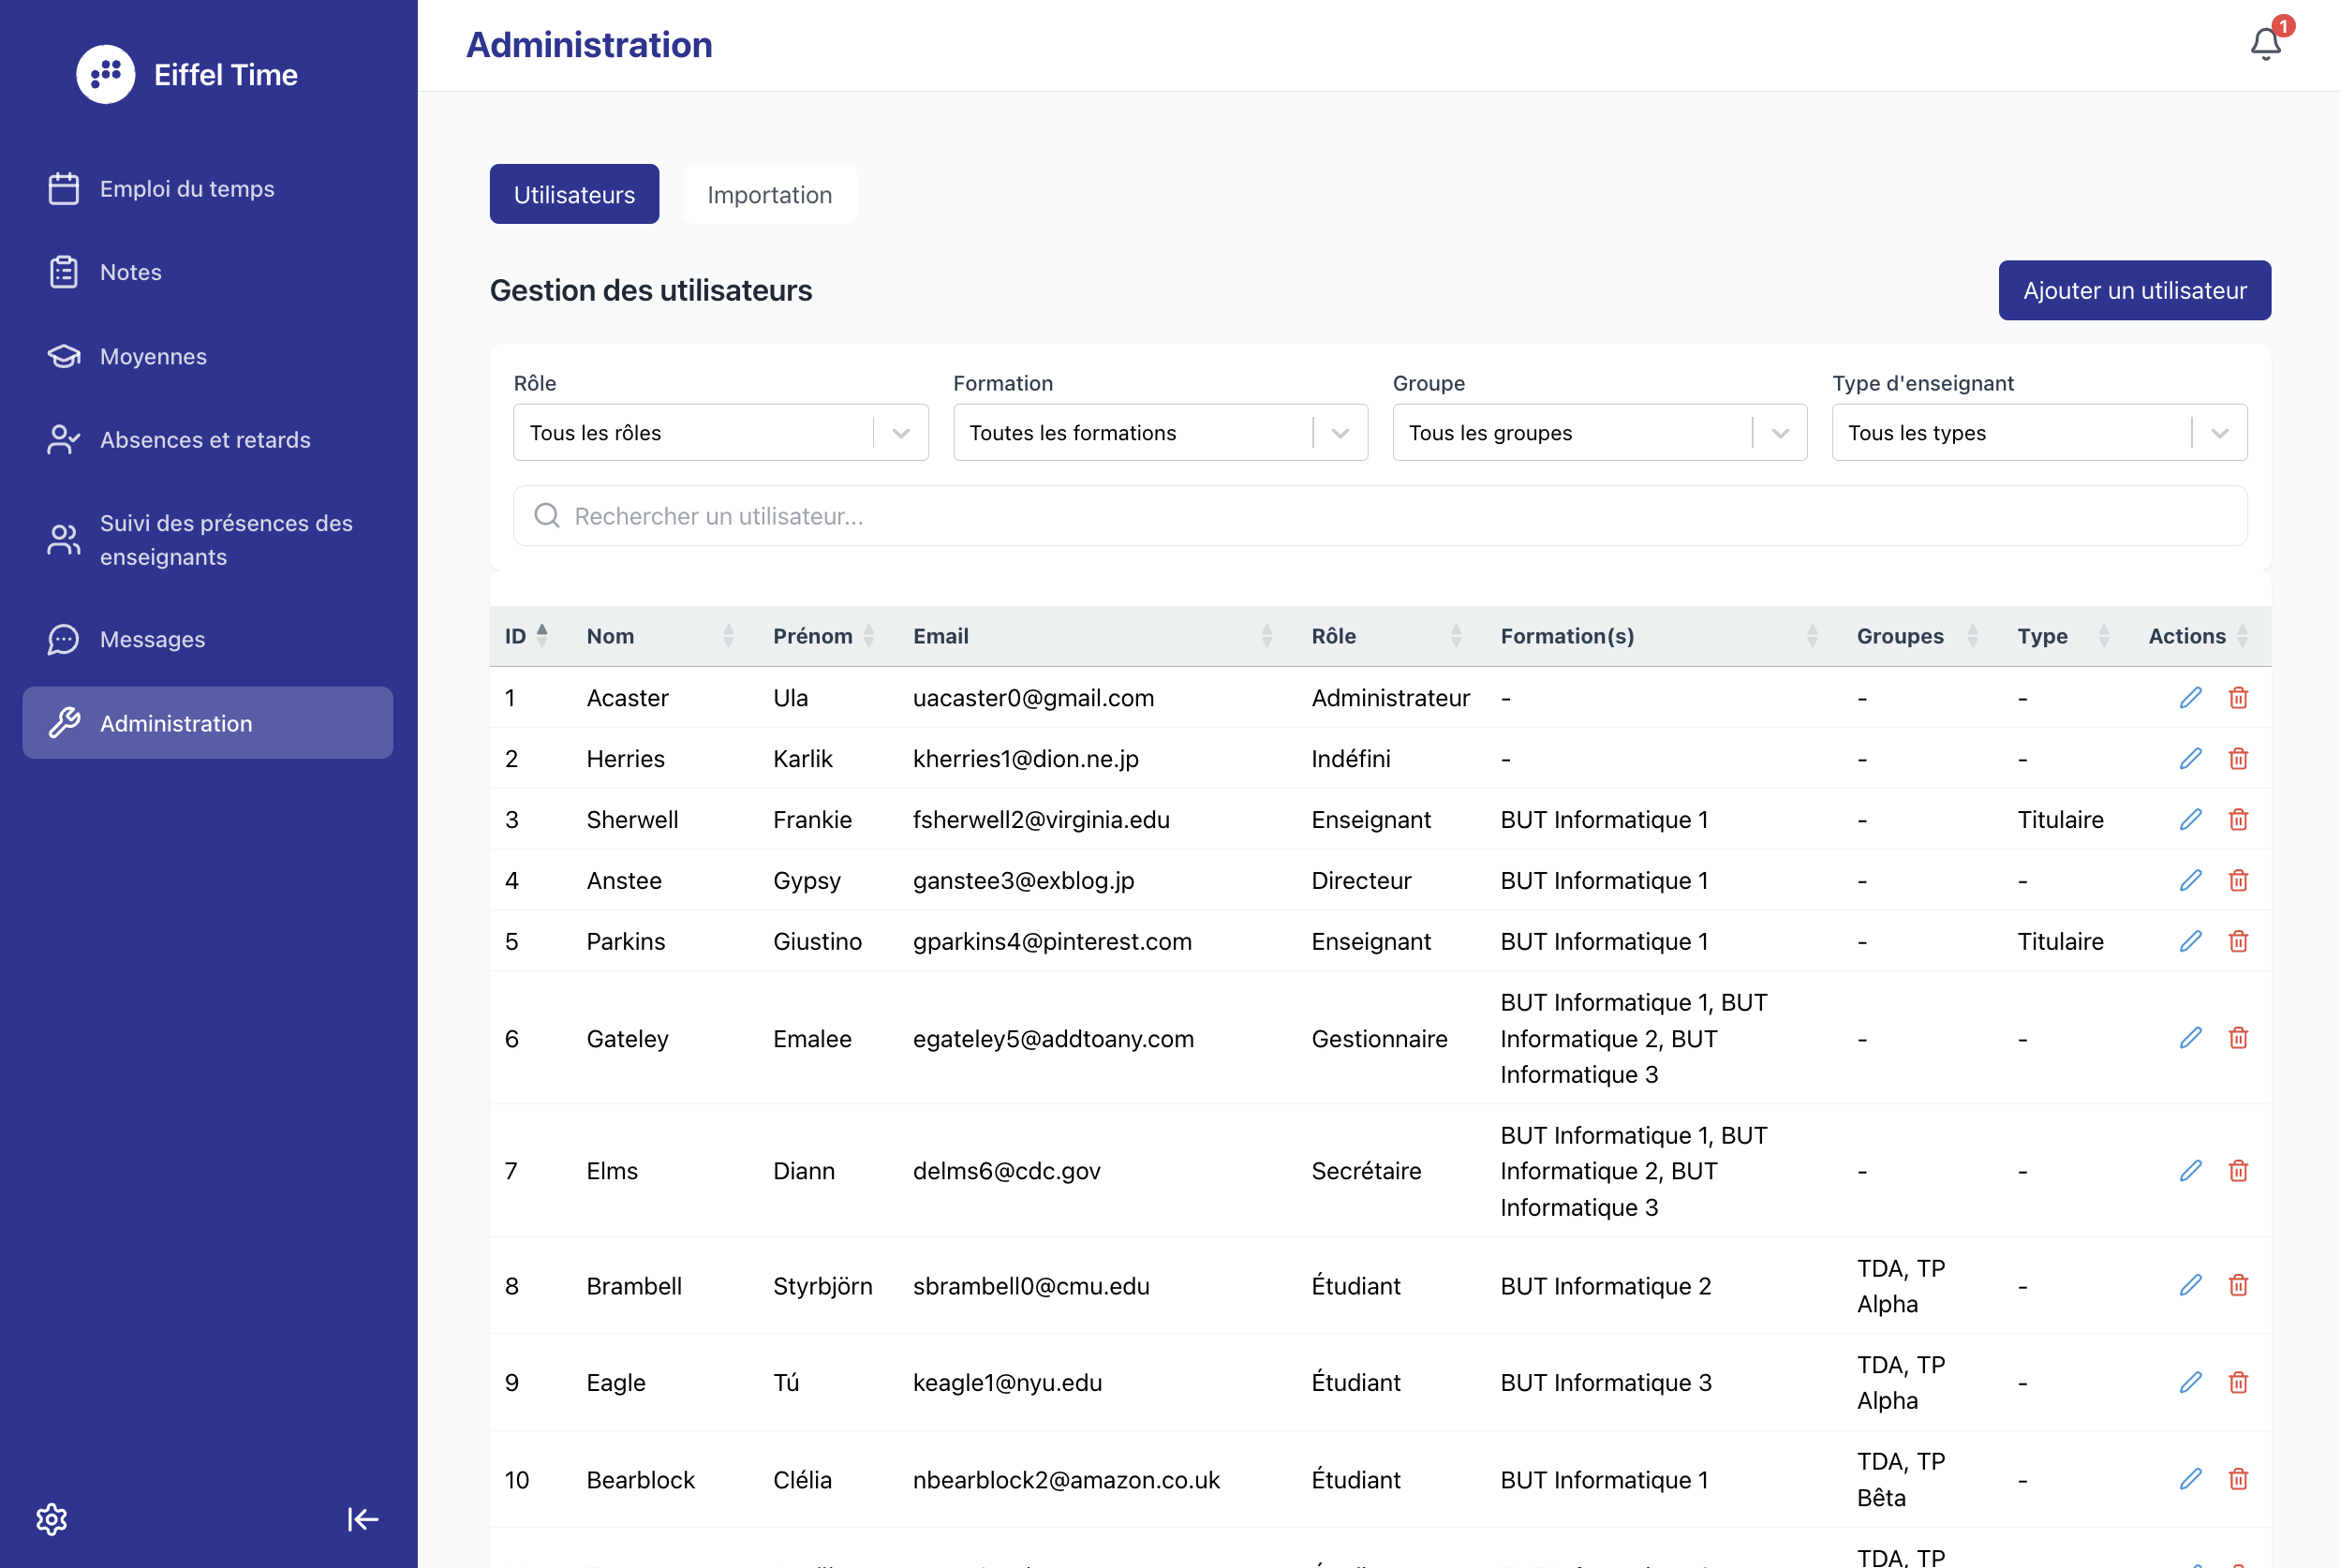 Eiffel Time
Emploi du temps
Notes
Moyennes
Absences et retards
Suivi des présences des
enseignants
Messages
Administration
Administration
1
Utilisateurs
Importation
Gestion des utilisateurs
Ajouter un utilisateur
Rôle
Formation
Groupe
Type d'enseignant
Tous les rôles
Toutes les formations
Tous les groupes
Tous les types
Rechercher un utilisateur...
ID Nom Prénom Email Rôle Formation(s) Groupes Type Actions
1 Acaster Ula uacaster0@gmail.com Administrateur - - -
2 Herries Karlik kherries1@dion.ne.jp Indéfini - - -
3 Sherwell Frankie fsherwell2@virginia.edu Enseignant BUT Informatique 1 - Titulaire
4 Anstee Gypsy ganstee3@exblog.jp Directeur BUT Informatique 1 - -
5 Parkins Giustino gparkins4@pinterest.com Enseignant BUT Informatique 1 - Titulaire
BUT Informatique 1, BUT
6 Gateley Emalee egateley5@addtoany.com Gestionnaire Informatique 2, BUT - -
Informatique 3
BUT Informatique 1, BUT
7 Elms Diann delms6@cdc.gov Secrétaire Informatique 2, BUT - -
Informatique 3
8 Brambell Styrbjörn sbrambell0@cmu.edu Étudiant BUT Informatique 2 TDA, TP
Alpha -
9 Eagle Tú keagle1@nyu.edu Étudiant BUT Informatique 3 TDA, TP
Alpha -
10 Bearblock Clélia nbearblock2@amazon.co.uk Étudiant BUT Informatique 1 TDA, TP
Bêta -
TDA, TP